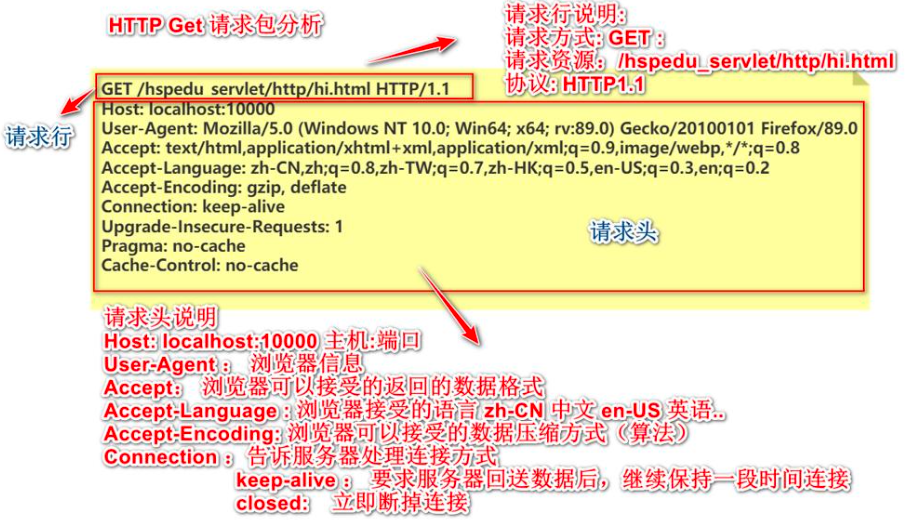 HTTP Get 请求包分析
请求行说明:
请求方式: GET :
请求资源： /hspedu_servlet/http/hi.html
协议: HTTP1.1
请求行
GET /hspedu_servlet/http/hi.html HTTP/1.1
Host: localhost:10000
User-Agent: Mozilla/5.0 (Windows NT 10.0; Win64; x64; rv:89.0) Gecko/20100101 Firefox/89.0
Accept: text/html,application/xhtml+xml,application/xml;q=0.9,image/webp,*/*;q=0.8
Accept-Language: zh-CN,zh;q=0.8,zh-TW;q=0.7,zh-HK;q=0.5,en-US;q=0.3,en;q=0.2
Accept-Encoding: gzip, deflate
Connection: keep-alive
Upgrade-Insecure-Requests: 1
Pragma: no-cache
Cache-Control: no-cache
请求头
请求头说明
Host: localhost:10000 主机:端口
User-Agent ： 浏览器信息
Accept： 浏览器可以接受的返回的数据格式
Accept-Language : 浏览器接受的语言 zh-CN 中文 en-US 英语..
Accept-Encoding: 浏览器可以接受的数据压缩方式（算法）
Connection ： 告诉服务器处理连接方式
keep-alive ： 要求服务器回送数据后，继续保持一段时间连接
closed: 立即断掉连接